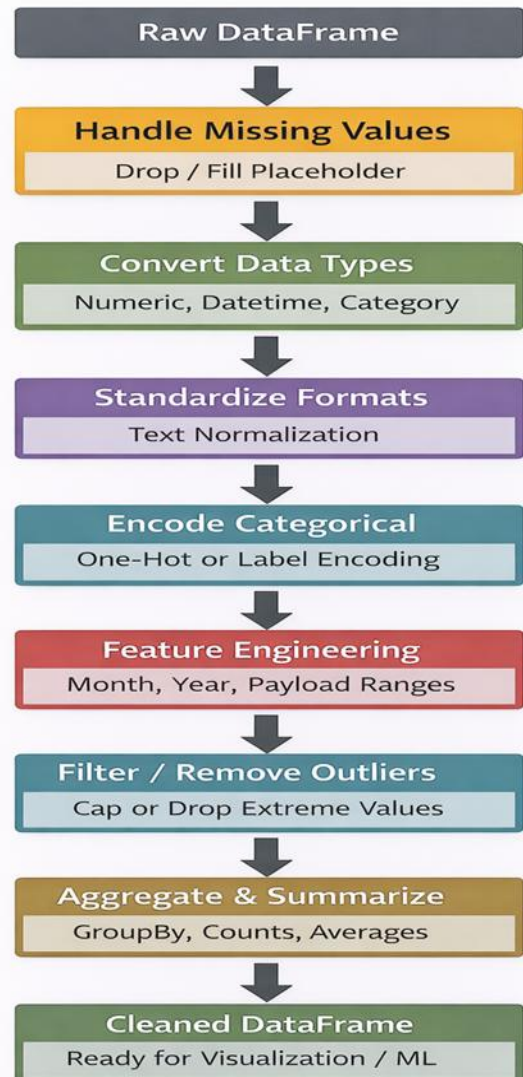 Raw DataFrame
Handle Missing Values
Drop / Fill Placeholder
Convert Data Types
Numeric, Datetime, Category
Standardize Formats
Text Normalization
Encode Categorical
One-Hot or Label Encoding
Feature Engineering
Month, Year, Payload Ranges
Filter / Remove Outliers
Cap or Drop Extreme Values
Aggregate & Summarize
GroupBy, Counts, Averages
Cleaned DataFrame
Ready for Visualization / ML